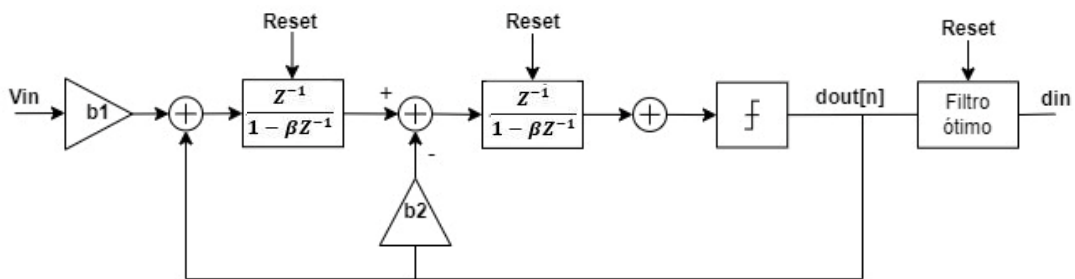 Reset
Reset
Reset
Vin
b1
+
Z⁻¹
1 − βZ⁻¹
+
+
-
Z⁻¹
1 − βZ⁻¹
+
dout[n]
Filtro
ótimo
din
b2